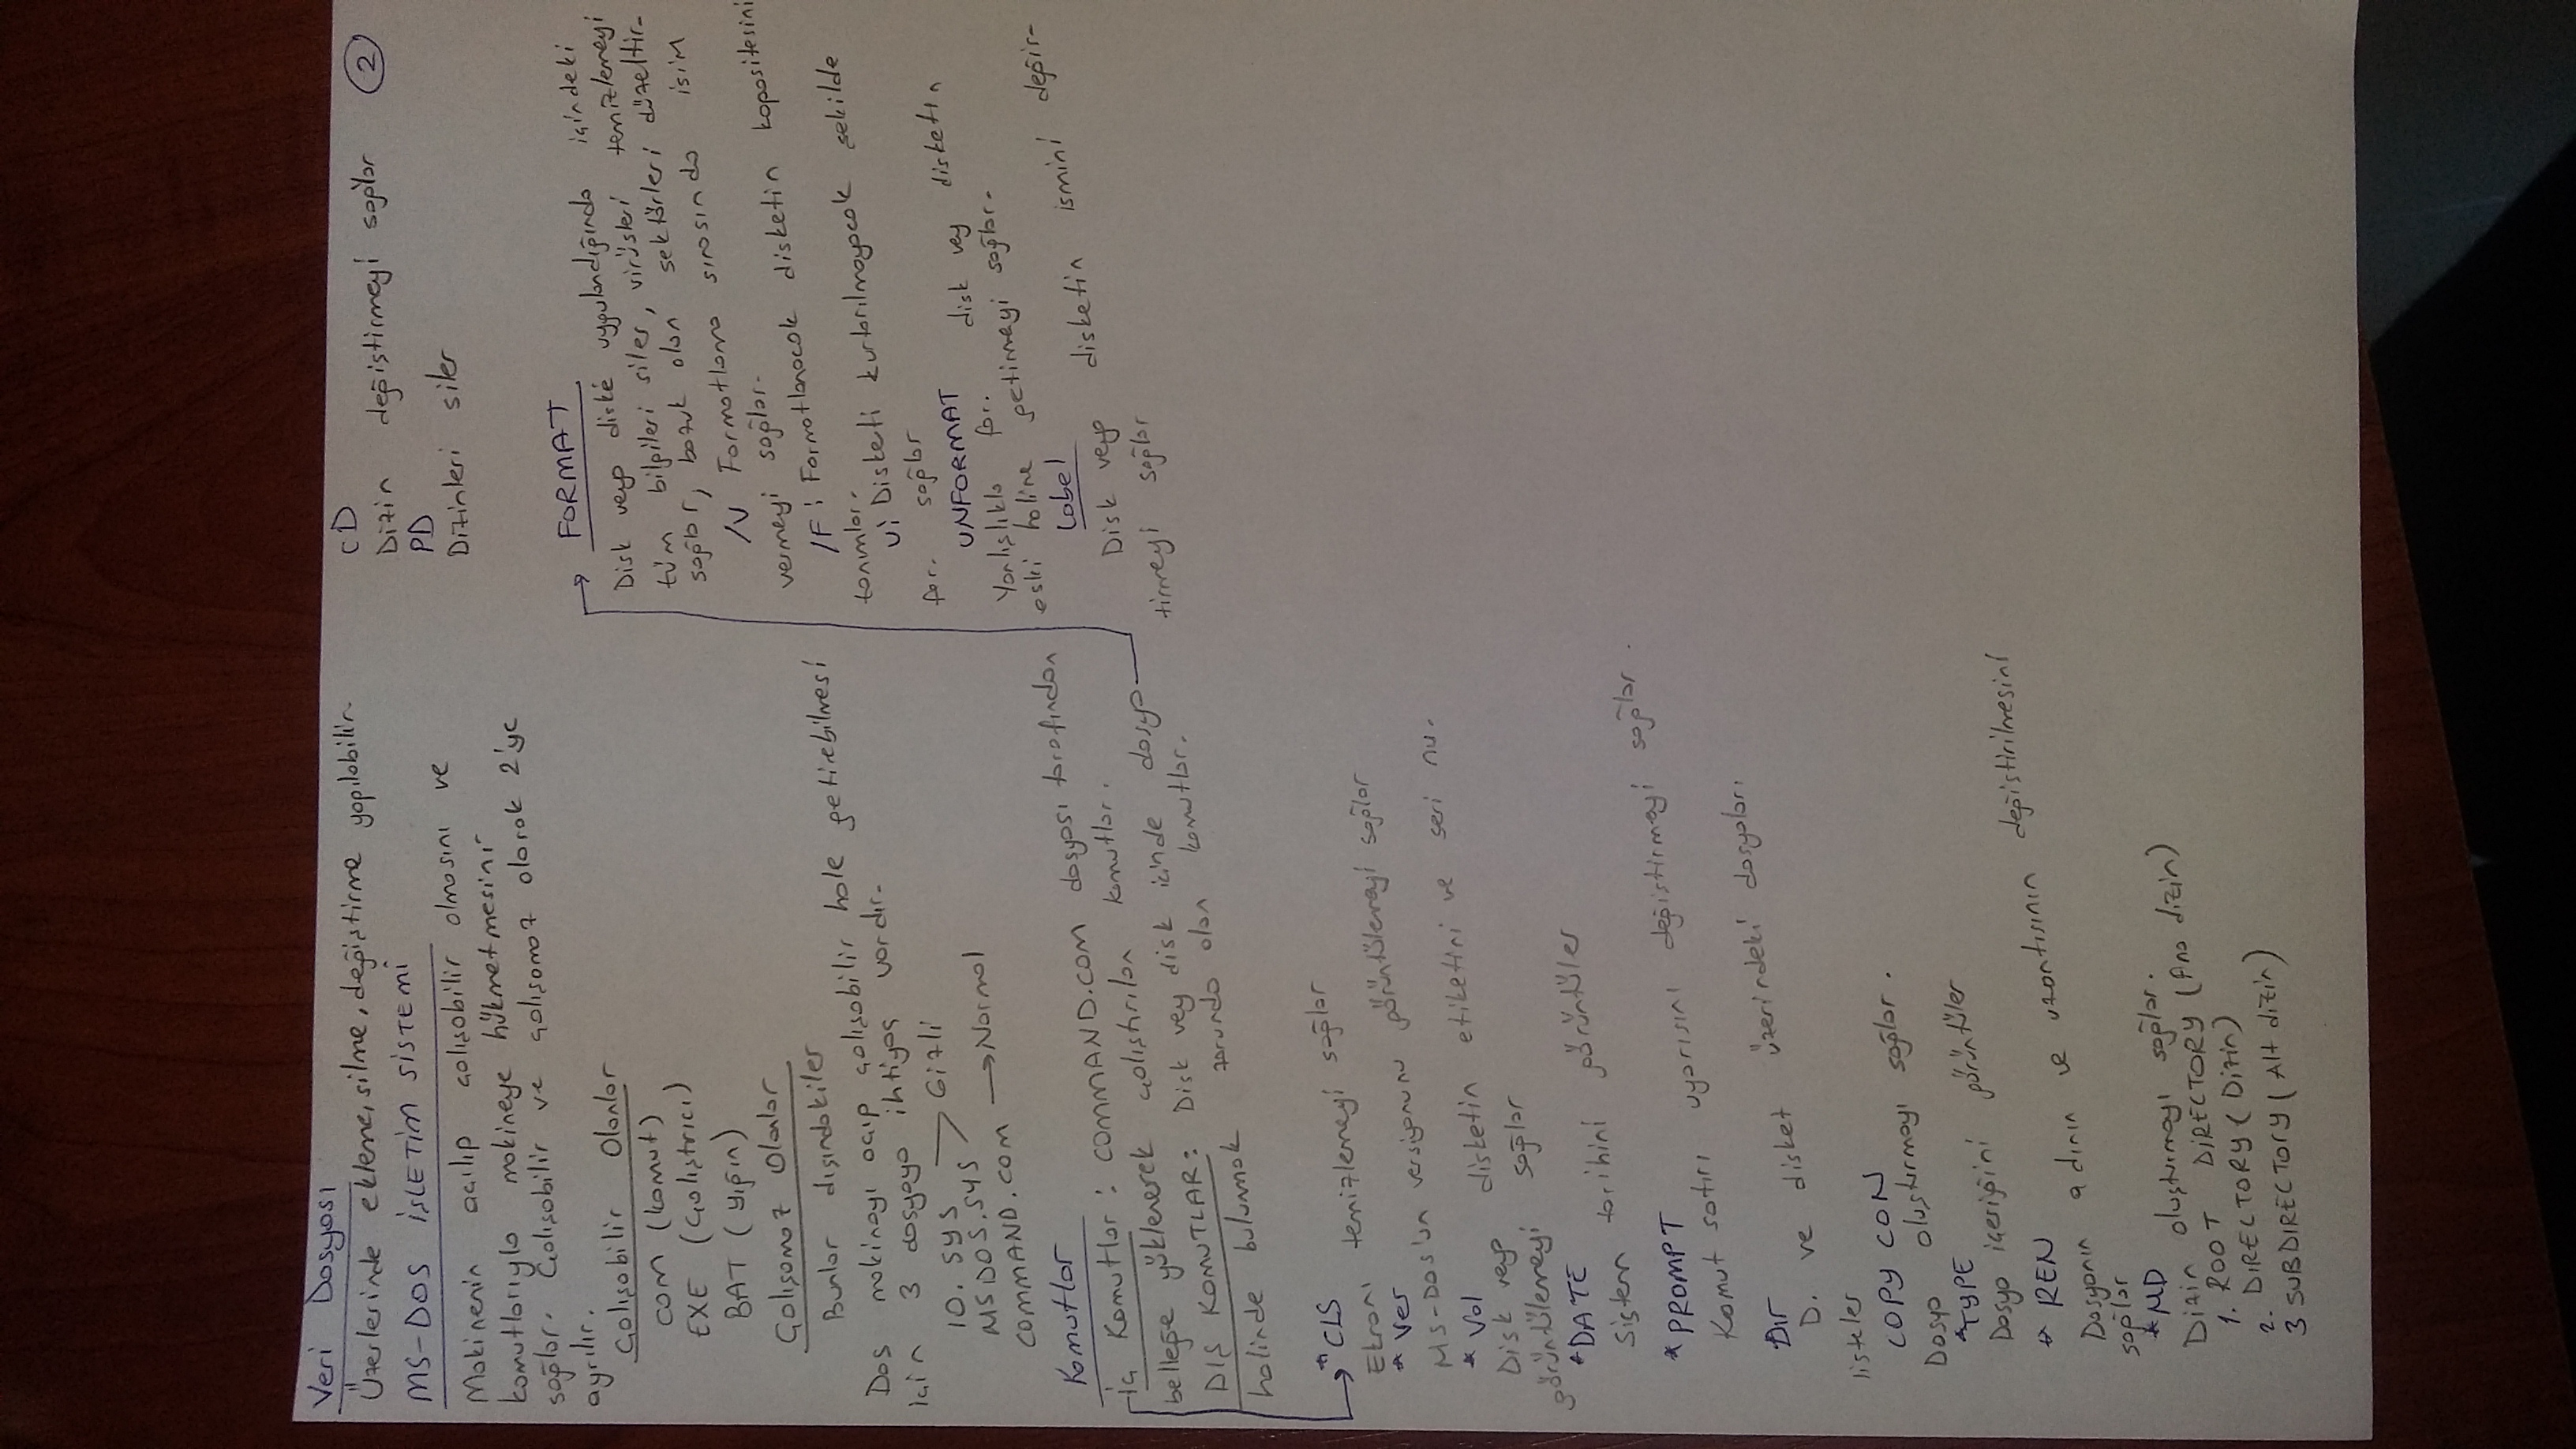 Veri Dosyası
Üzerlerinde ekleme, silme, değiştirme yapılabilir.
MS-DOS İŞLETİM SİSTEMİ
Makinenin açılıp çalışabilir olmasını ve
komutlarıyla makineye hükmetmesini
sağlar. Çalışabilir ve çalışamaz olarak 2'ye
ayrılır.
Çalışabilir Olanlar
COM (komut)
EXE (Çalıştrıcı)
BAT (yığın)
Çalışamaz Olanlar
Bunlar dışındakiler
Dos makinayı açıp çalışabilir hale getirebilmesi
için 3 dosyaya ihtiyaç vardır.
IO.SYS
MSDOS.SYS > Gizli
COMMAND.COM → Normal
Komutlar
İç Komutlar: COMMAND.COM dosyası tarafından
belleğe yüklenerek çalıştırılan komutlar.
DIŞ KOMUTLAR: Disk vey disk içinde dosya
halinde bulunmak zorunda olan komutlar.
* CLS
Ekranı temizlemeyi sağlar
* Ver
MS-Dos'un versiyonunu görüntülemeyi sağlar
* Vol
Disk veya disketin etiketini ve seri nu.
görüntülemeyi sağlar
* DATE
Sistem tarihini görüntüler
* PROMPT
Komut satırı uyarısını değiştirmeyi sağlar.
Dır
D. ve disket üzerindeki dosyaları
listeler
COPY CON
Dosya oluşturmayı sağlar.
* TYPE
Dosya içeriğini görüntüler
* REN
Dosyanın adının ve uzantısının değiştirilmesini
sağlar
* MD
Dizin oluşturmayı sağlar.
1. ROOT DİRECTORY (Ana dizin)
2. DIRECTORY (Dizin)
3 SUBDIRECTORY (Alt dizin)
2
CD
Dizin değiştirmeyi sağlar
PD
Dizinleri siler
→ FORMAT
Disk veya diske uygulandığında içindeki
tüm bilgileri siler, virüsleri temizlemeyi
sağlar, bozuk olan sektörleri düzeltir.
/V Formatlama sırasında isim
vermeyi sağlar.
/F: Formatlanacak disketin kapasitesini
tanımlar.
U: Disketi kurtarılmayacak şekilde
for. sağlar
UNFORMAT
Yanlışlıkla for. disk vey disketin
eski haline getirmeyi sağlar.
Label
Disk veya disketin ismini değiş-
tirmeyi sağlar